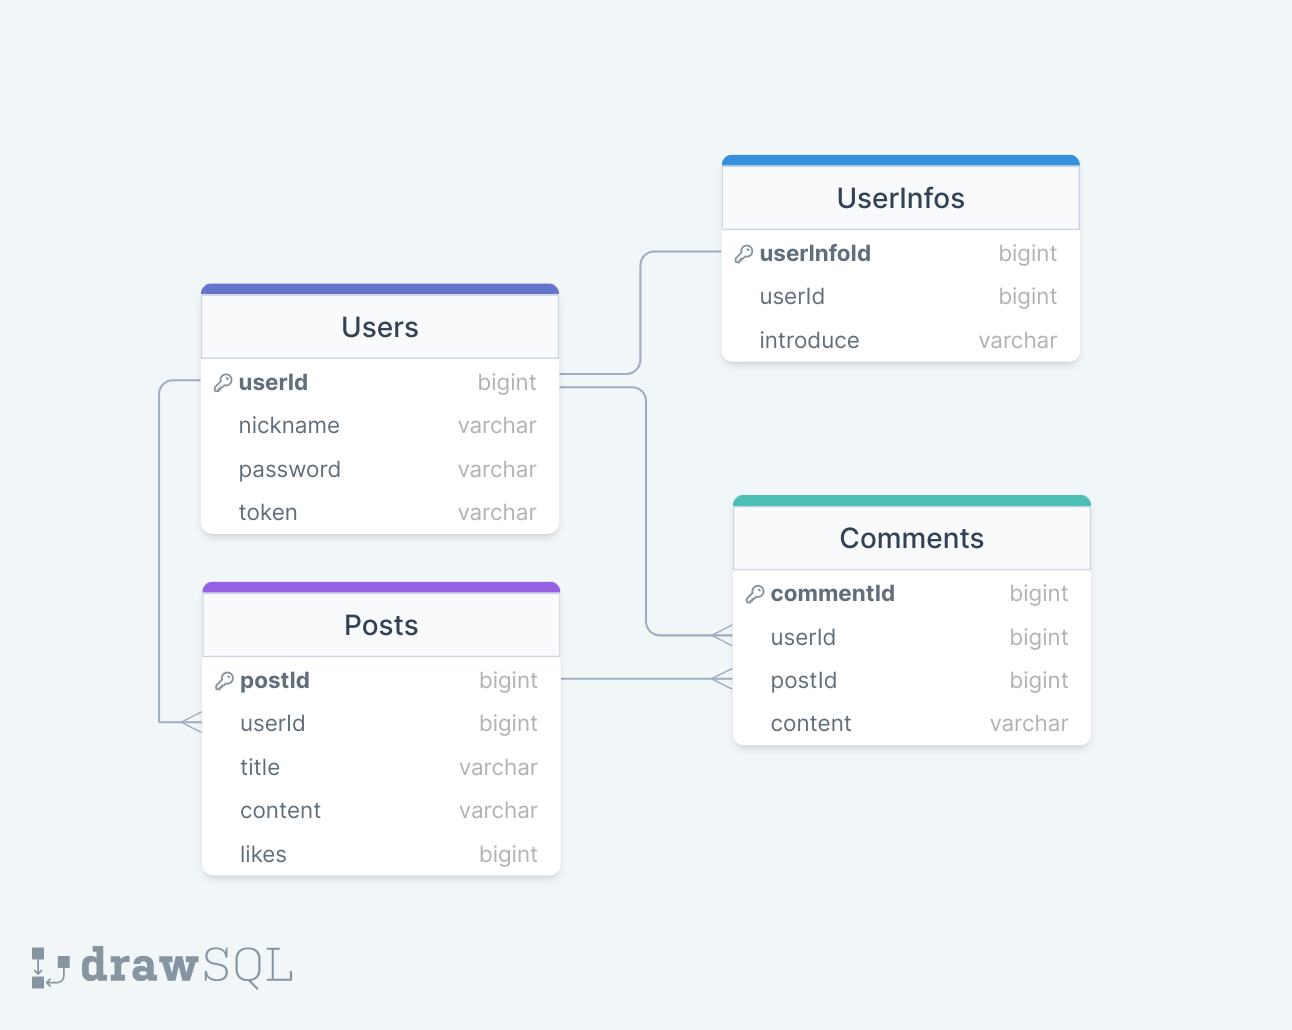 UserInfos
userInfoId bigint
userId bigint
introduce varchar
Users
userId bigint
nickname varchar
password varchar
token varchar
Comments
commentId bigint
userId bigint
postId bigint
content varchar
Posts
postId bigint
userId bigint
title varchar
content varchar
likes bigint
drawSQL